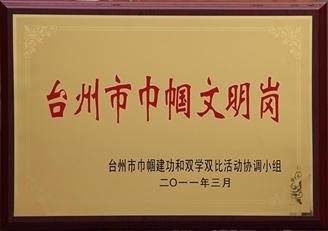 台州市巾帼文明岗
台州市巾帼建功和双学双比活动协调小组
二〇一一年三月